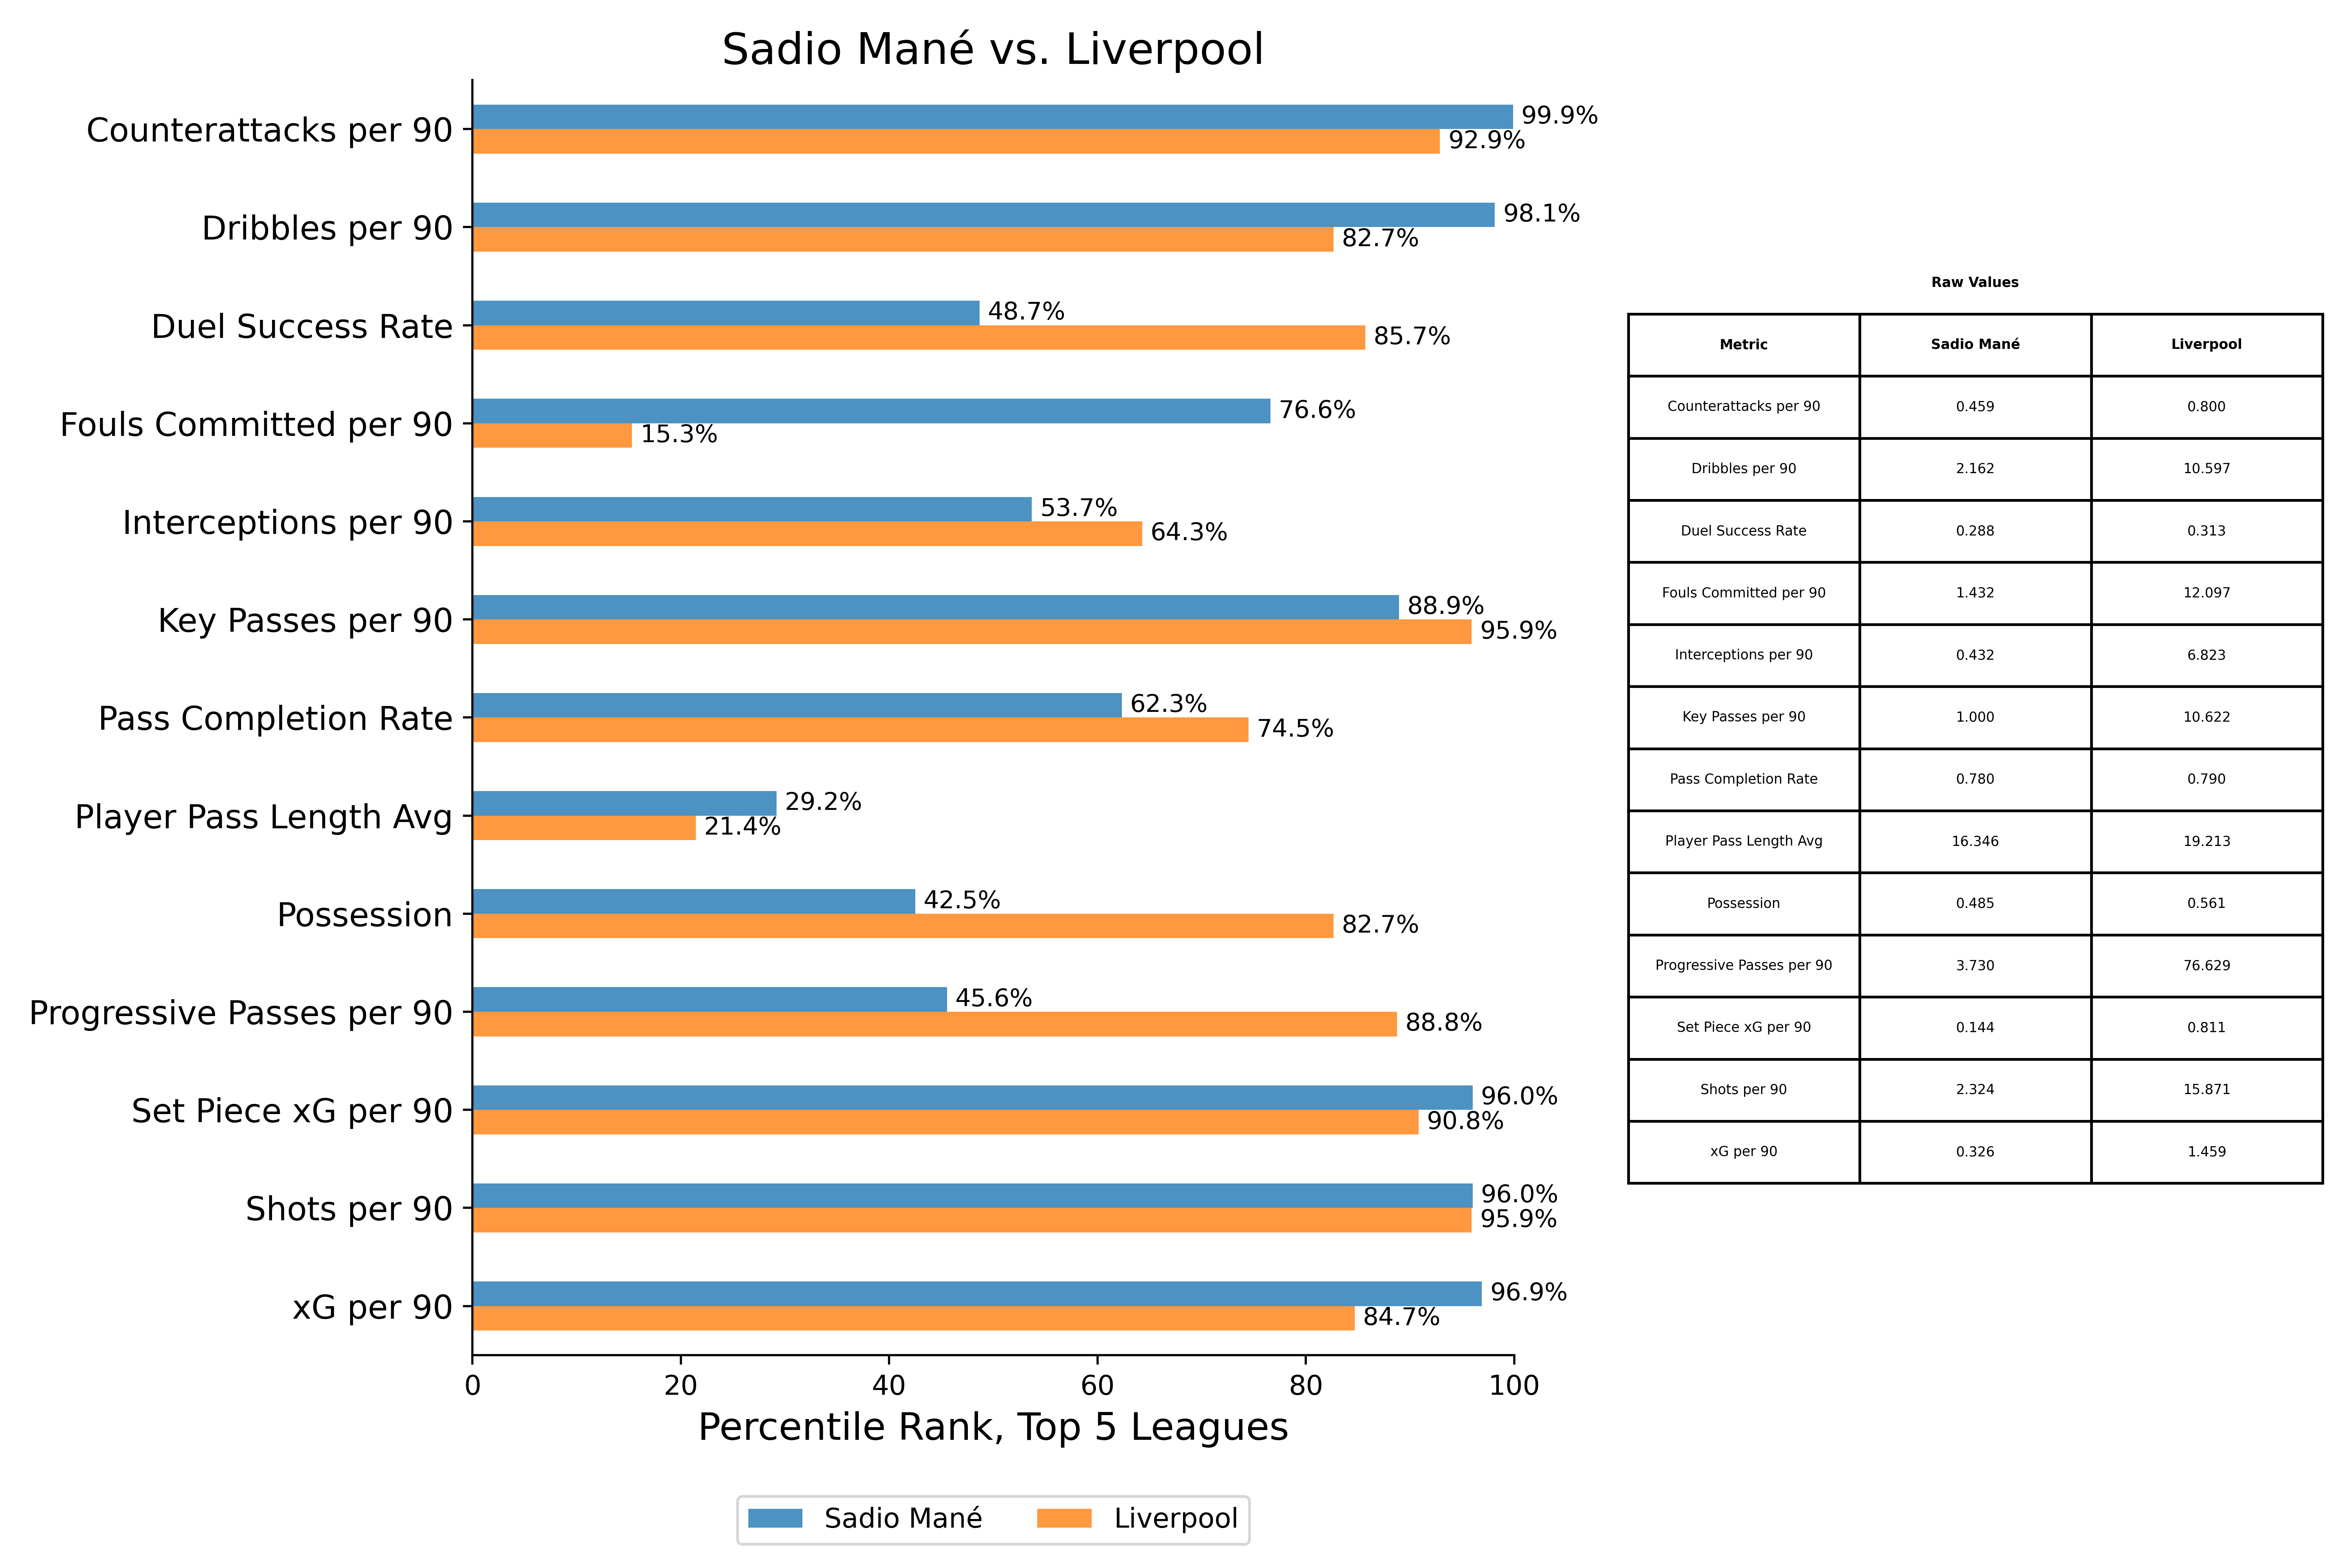 Sadio Mané vs. Liverpool
Counterattacks per 90
99.9%
92.9%
Dribbles per 90
98.1%
82.7%
Duel Success Rate
48.7%
85.7%
Fouls Committed per 90
76.6%
15.3%
Interceptions per 90
53.7%
64.3%
Key Passes per 90
88.9%
95.9%
Pass Completion Rate
62.3%
74.5%
Player Pass Length Avg
29.2%
21.4%
Possession
42.5%
82.7%
Progressive Passes per 90
45.6%
88.8%
Set Piece xG per 90
96.0%
90.8%
Shots per 90
96.0%
95.9%
xG per 90
96.9%
84.7%
0 20 40 60 80 100
Percentile Rank, Top 5 Leagues
Sadio Mané Liverpool
Raw Values
Metric Sadio Mané Liverpool
Counterattacks per 90 0.459 0.800
Dribbles per 90 2.162 10.597
Duel Success Rate 0.288 0.313
Fouls Committed per 90 1.432 12.097
Interceptions per 90 0.432 6.823
Key Passes per 90 1.000 10.622
Pass Completion Rate 0.780 0.790
Player Pass Length Avg 16.346 19.213
Possession 0.485 0.561
Progressive Passes per 90 3.730 76.629
Set Piece xG per 90 0.144 0.811
Shots per 90 2.324 15.871
xG per 90 0.326 1.459